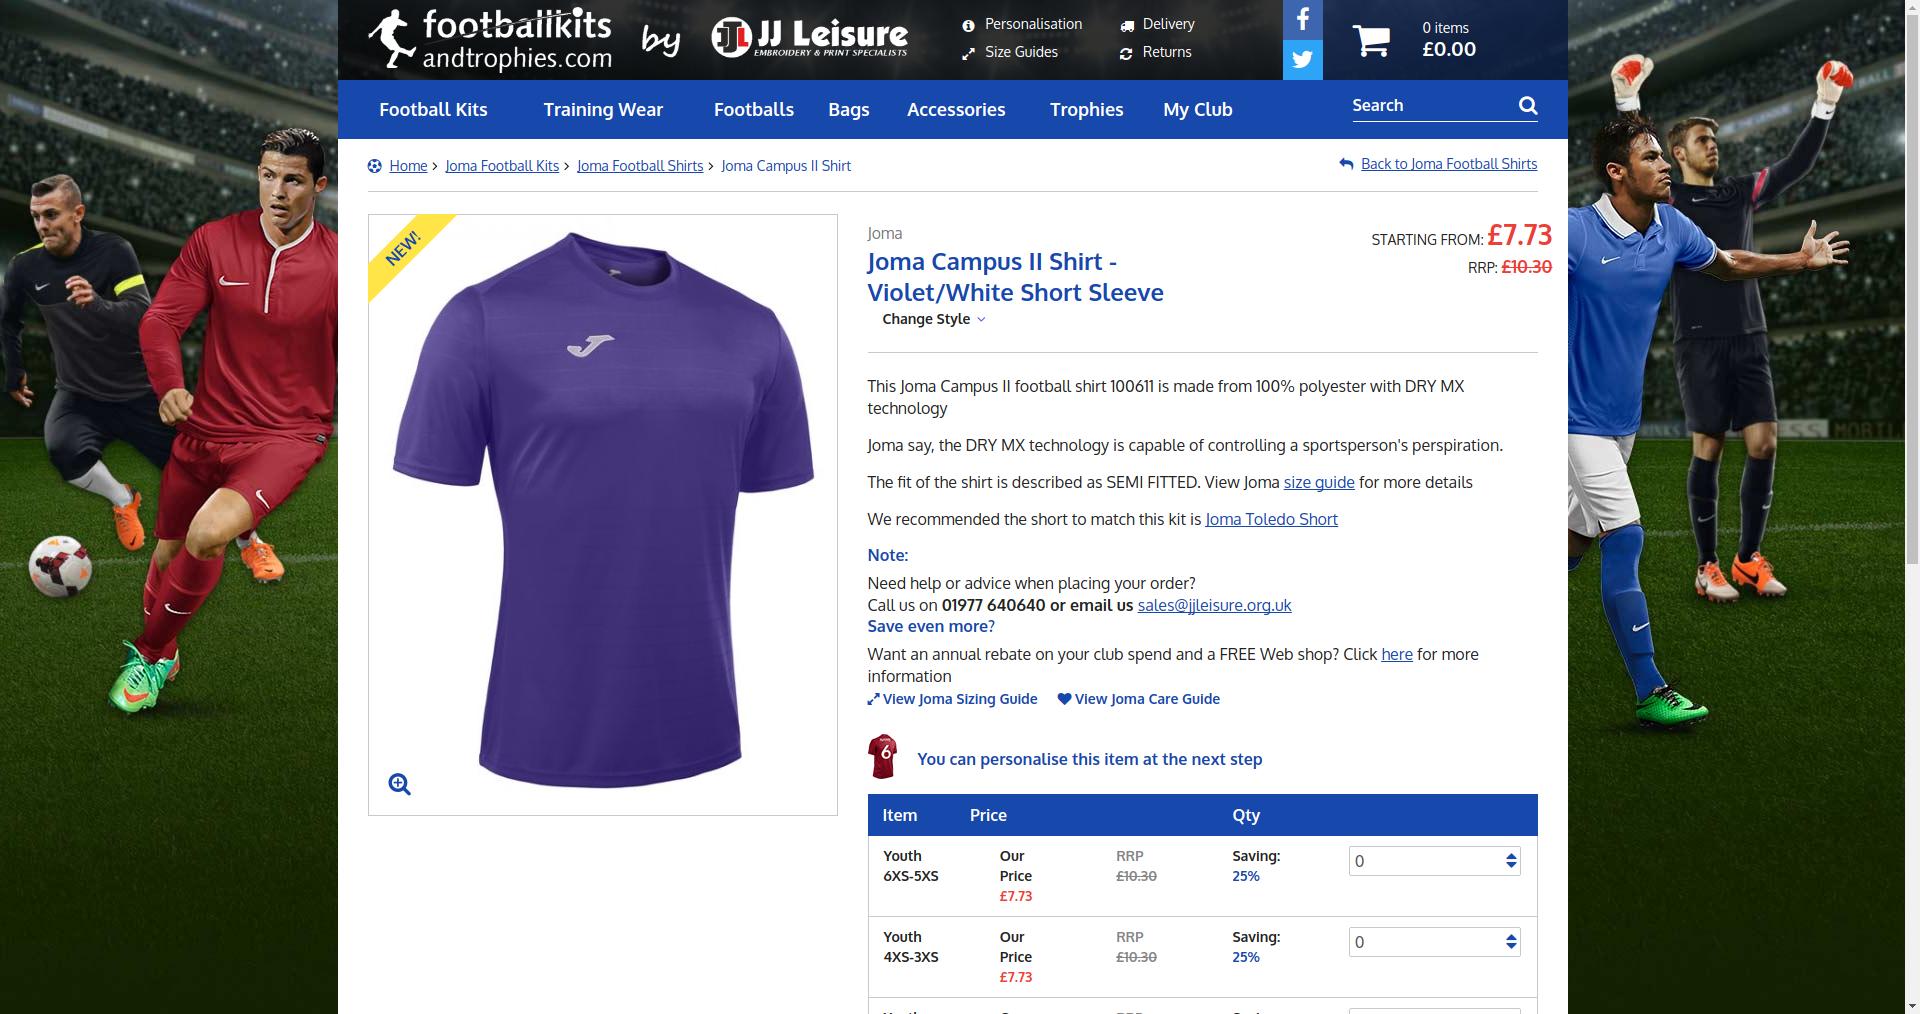 footballkits
andtrophies.com
by
JJ Leisure
EMBROIDERY & PRINT SPECIALISTS
Personalisation
Delivery
Size Guides
Returns
0 items
£0.00
Football Kits
Training Wear
Footballs
Bags
Accessories
Trophies
My Club
Search
Home
Joma Football Kits
Joma Football Shirts
Joma Campus II Shirt
Back to Joma Football Shirts
NEW!
Joma
STARTING FROM: £7.73
Joma Campus II Shirt -
Violet/White Short Sleeve
RRP: £10.30
Change Style
This Joma Campus II football shirt 100611 is made from 100% polyester with DRY MX
technology
Joma say, the DRY MX technology is capable of controlling a sportsperson's perspiration.
The fit of the shirt is described as SEMI FITTED. View Joma size guide for more details
We recommended the short to match this kit is Joma Toledo Short
Note:
Need help or advice when placing your order?
Call us on 01977 640640 or email us sales@jjleisure.org.uk
Save even more?
Want an annual rebate on your club spend and a FREE Web shop? Click here for more
information
View Joma Sizing Guide
View Joma Care Guide
6
You can personalise this item at the next step
Item Price Qty
Youth Our RRP Saving: 0
6XS-5XS Price £10.30 25%
£7.73
Youth Our RRP Saving: 0
4XS-3XS Price £10.30 25%
£7.73